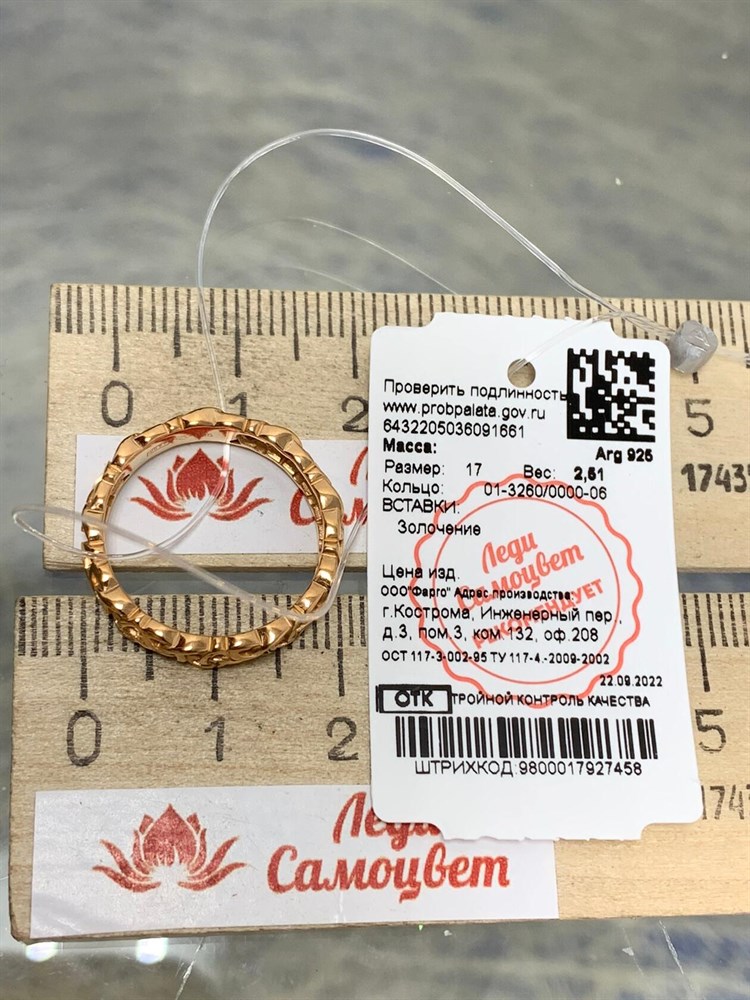 0 1 2 5
1743
Проверить подлинность
www.probpalata.gov.ru
6432205036091661
Arg 925
Масса:
Размер: 17 Вес: 2,51
Кольцо: 01-3260/0000-06
ВСТАВКИ:
Золочение
Леди
Самоцвет
РЕКОМЕНДУЕТ
Цена изд.
ООО"Фарго" Адрес производства:
г.Кострома, Инженерный пер.,
д.3, пом.3, ком.132, оф.208
ОСТ 117-3-002-95 ТУ 117-4.-2009-2002
22.09.2022
ОТК ТРОЙНОЙ КОНТРОЛЬ КАЧЕСТВА
ШТРИХКОД:9800017927458
0 1 2 5
Леди
Самоцвет